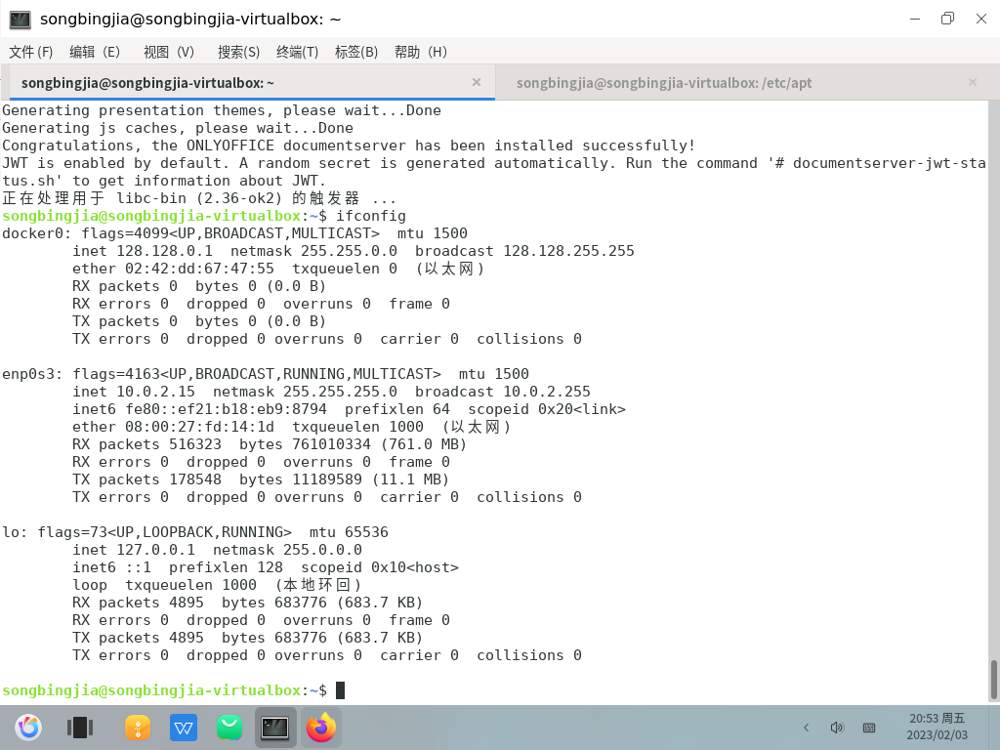 songbingjia@songbingjia-virtualbox: ~
文件 (F) 编辑（E） 视图（V） 搜索(S) 终端(T) 标签(B) 帮助（H）
songbingjia@songbingjia-virtualbox: ~ songbingjia@songbingjia-virtualbox: /etc/apt
Generating presentation themes, please wait...Done
Generating js caches, please wait...Done
Congratulations, the ONLYOFFICE documentserver has been installed successfully!
JWT is enabled by default. A random secret is generated automatically. Run the command '# documentserver-jwt-sta
tus.sh' to get information about JWT.
正在处理用于 libc-bin (2.36-ok2) 的触发器 ...
songbingjia@songbingjia-virtualbox:~$ ifconfig
docker0: flags=4099<UP,BROADCAST,MULTICAST>  mtu 1500
        inet 128.128.0.1  netmask 255.255.0.0  broadcast 128.128.255.255
        ether 02:42:dd:67:47:55  txqueuelen 0  (以太网)
        RX packets 0  bytes 0 (0.0 B)
        RX errors 0  dropped 0  overruns 0  frame 0
        TX packets 0  bytes 0 (0.0 B)
        TX errors 0  dropped 0 overruns 0  carrier 0  collisions 0
enp0s3: flags=4163<UP,BROADCAST,RUNNING,MULTICAST>  mtu 1500
        inet 10.0.2.15  netmask 255.255.255.0  broadcast 10.0.2.255
        inet6 fe80::ef21:b18:eb9:8794  prefixlen 64  scopeid 0x20<link>
        ether 08:00:27:fd:14:1d  txqueuelen 1000  (以太网)
        RX packets 516323  bytes 761010334 (761.0 MB)
        RX errors 0  dropped 0  overruns 0  frame 0
        TX packets 178548  bytes 11189589 (11.1 MB)
        TX errors 0  dropped 0 overruns 0  carrier 0  collisions 0
lo: flags=73<UP,LOOPBACK,RUNNING>  mtu 65536
        inet 127.0.0.1  netmask 255.0.0.0
        inet6 ::1  prefixlen 128  scopeid 0x10<host>
        loop  txqueuelen 1000  (本地环回)
        RX packets 4895  bytes 683776 (683.7 KB)
        RX errors 0  dropped 0  overruns 0  frame 0
        TX packets 4895  bytes 683776 (683.7 KB)
        TX errors 0  dropped 0 overruns 0  carrier 0  collisions 0
songbingjia@songbingjia-virtualbox:~$
20:53 周五
2023/02/03